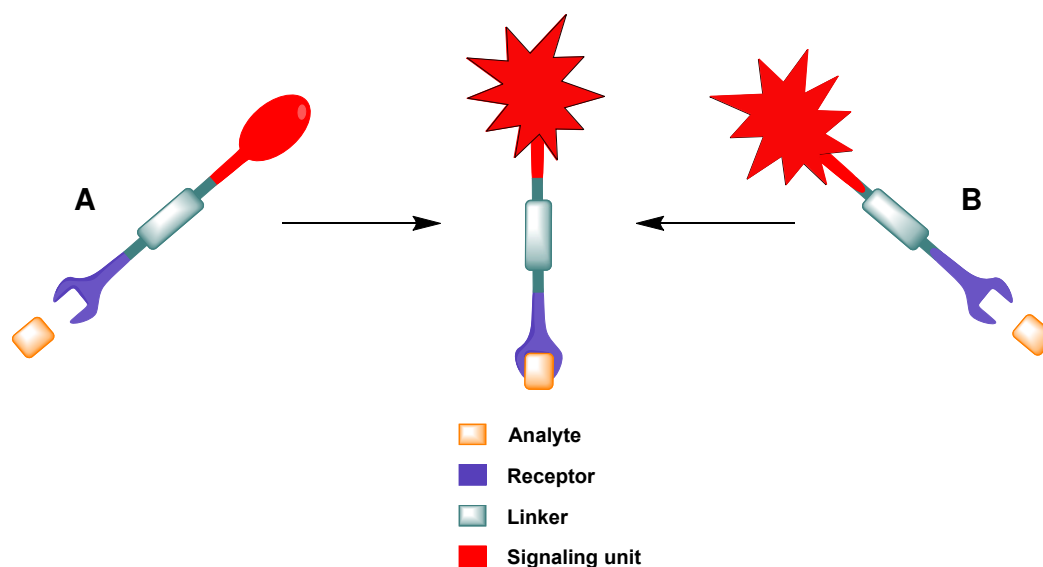 A
B
Analyte
Receptor
Linker
Signaling unit